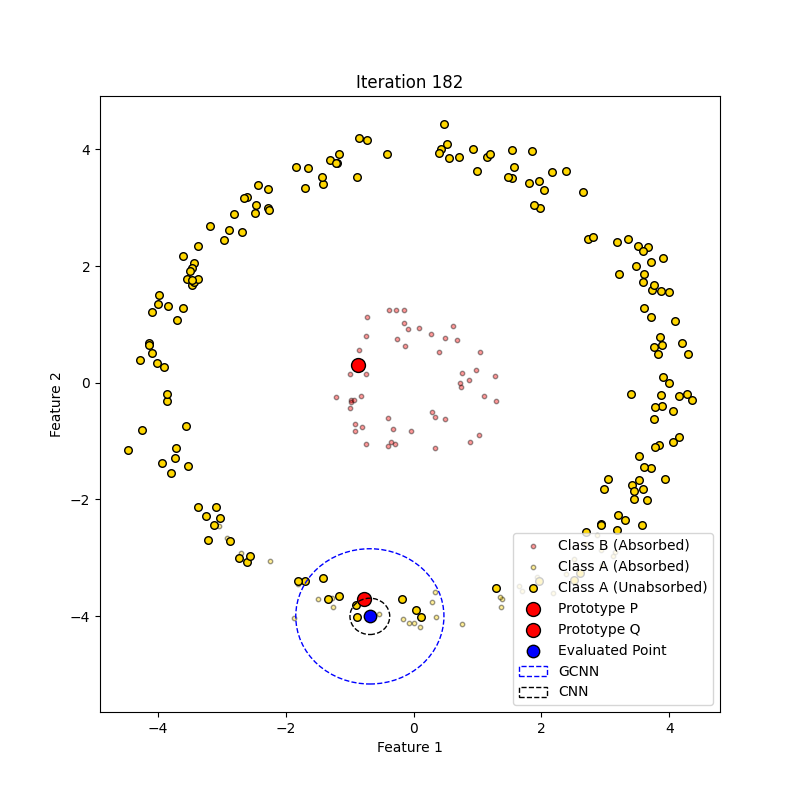 Iteration 182
Feature 2
4
2
0
−2
−4
−4
−2
0
2
4
Feature 1
Class B (Absorbed)
Class A (Absorbed)
Class A (Unabsorbed)
Prototype P
Prototype Q
Evaluated Point
GCNN
CNN